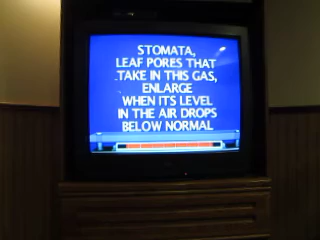 STOMATA,
LEAF PORES THAT
TAKE IN THIS GAS,
ENLARGE
WHEN ITS LEVEL
IN THE AIR DROPS
BELOW NORMAL